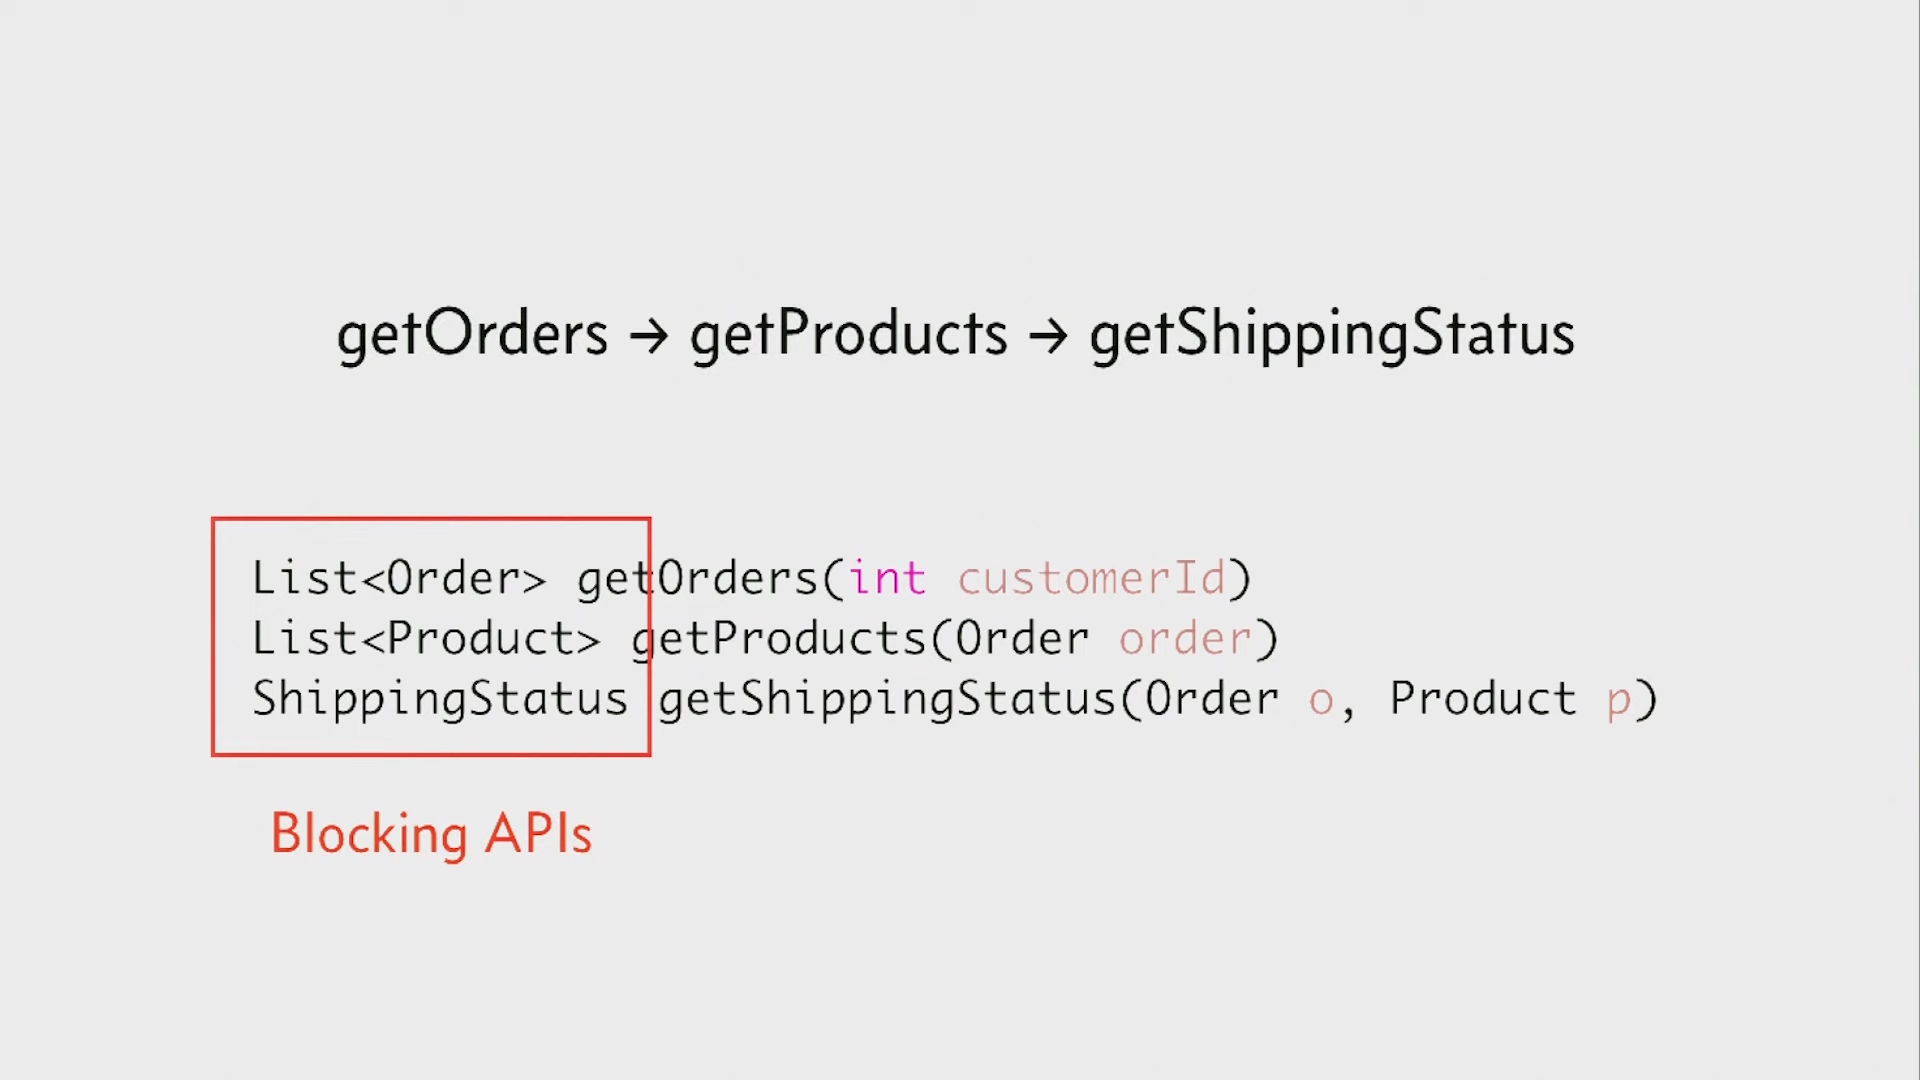 getOrders → getProducts → getShippingStatus
List<Order> getOrders(int customerId)
List<Product> getProducts(Order order)
ShippingStatus getShippingStatus(Order o, Product p)
Blocking APIs